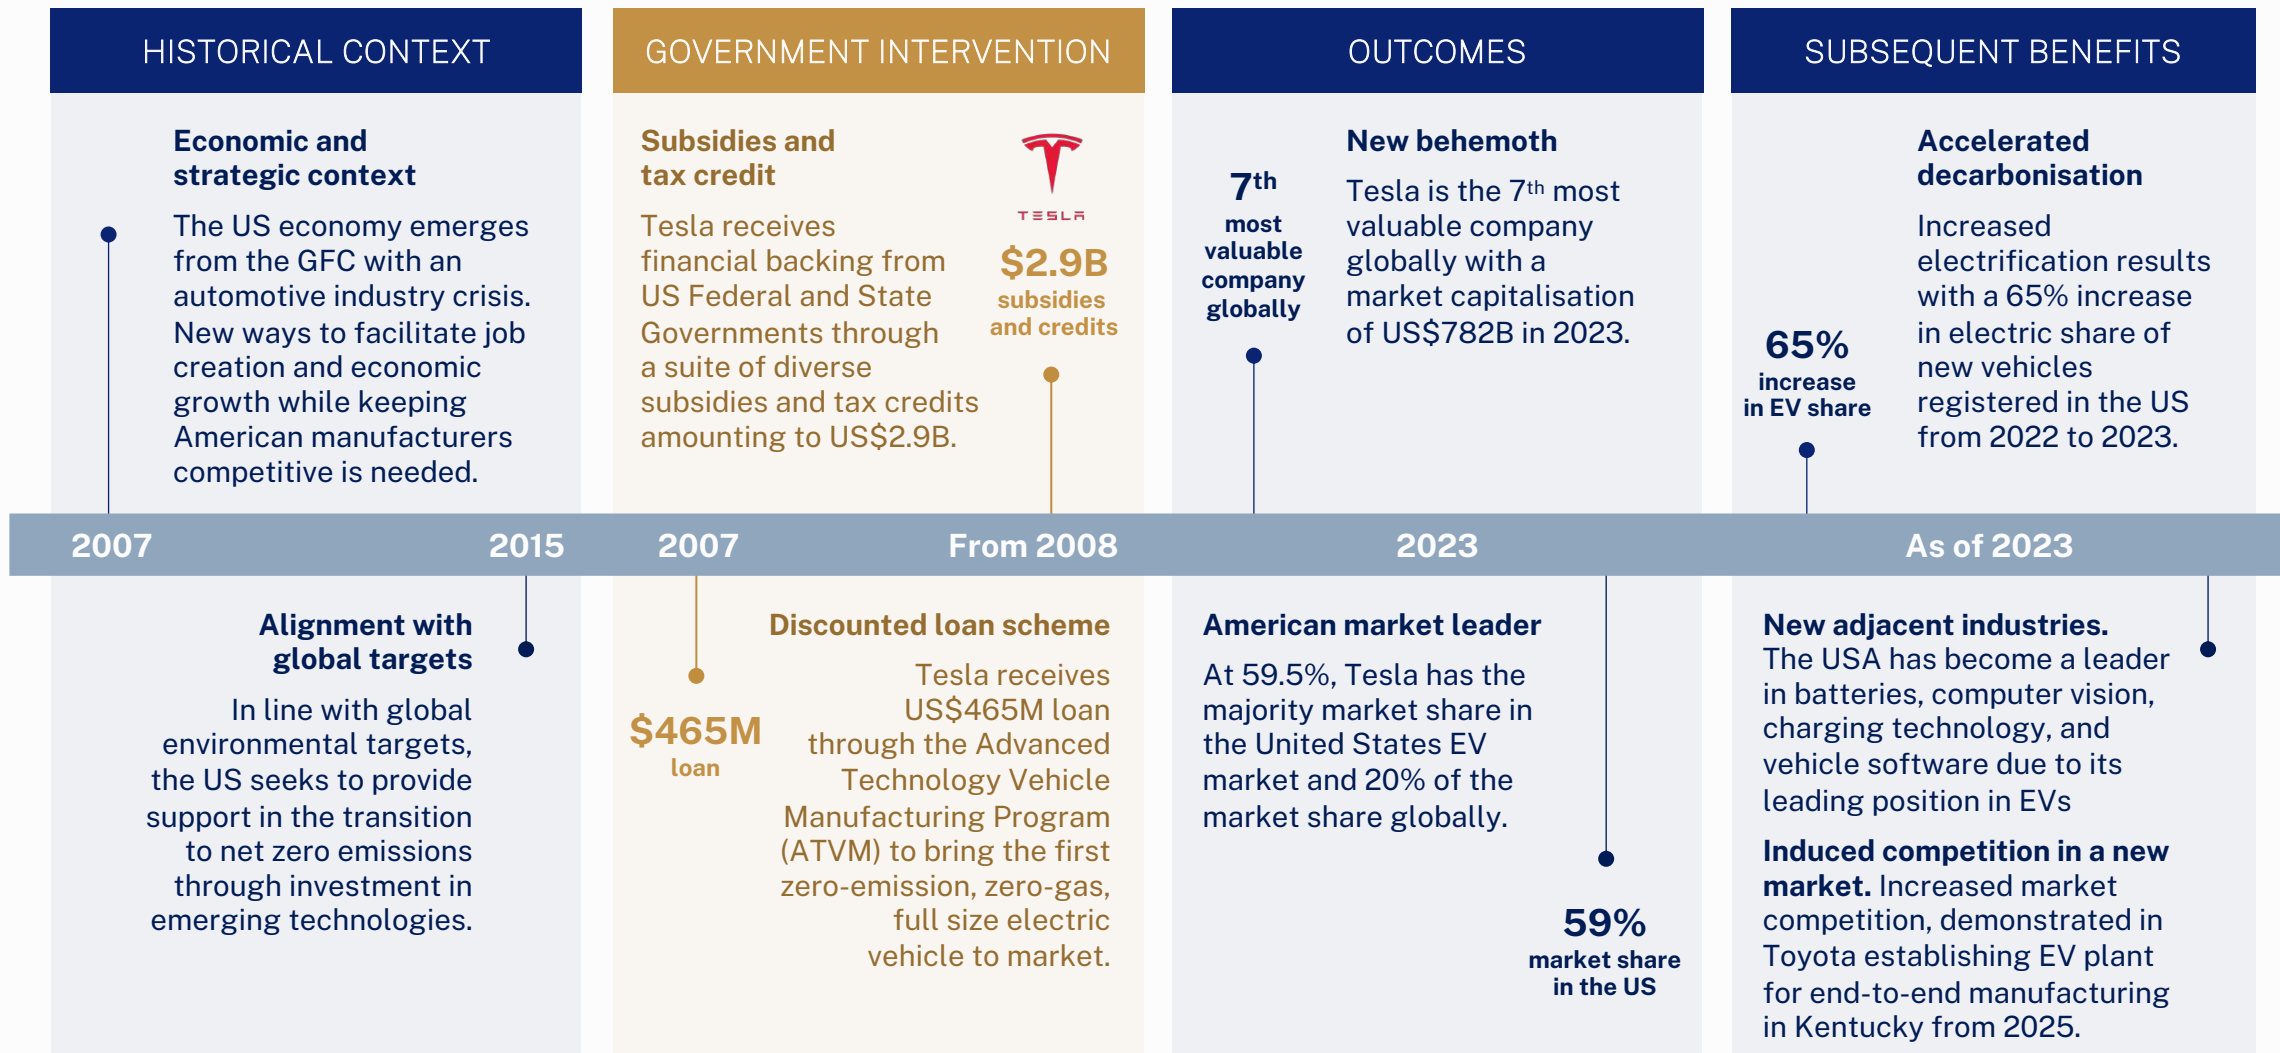 HISTORICAL CONTEXT
Economic and
strategic context
The US economy emerges
from the GFC with an
automotive industry crisis.
New ways to facilitate job
creation and economic
growth while keeping
American manufacturers
competitive is needed.
2007
2015
Alignment with
global targets
In line with global
environmental targets,
the US seeks to provide
support in the transition
to net zero emissions
through investment in
emerging technologies.
GOVERNMENT INTERVENTION
Subsidies and
tax credit
Tesla receives
financial backing from
US Federal and State
Governments through
a suite of diverse
subsidies and tax credits
amounting to US$2.9B.
TESLA
$2.9B
subsidies
and credits
2007
From 2008
$465M
loan
Discounted loan scheme
Tesla receives
US$465M loan
through the Advanced
Technology Vehicle
Manufacturing Program
(ATVM) to bring the first
zero-emission, zero-gas,
full size electric
vehicle to market.
OUTCOMES
7th
most
valuable
company
globally
New behemoth
Tesla is the 7th most
valuable company
globally with a
market capitalisation
of US$782B in 2023.
2023
American market leader
At 59.5%, Tesla has the
majority market share in
the United States EV
market and 20% of the
market share globally.
59%
market share
in the US
SUBSEQUENT BENEFITS
65%
increase
in EV share
Accelerated
decarbonisation
Increased
electrification results
with a 65% increase
in electric share of
new vehicles
registered in the US
from 2022 to 2023.
As of 2023
New adjacent industries.
The USA has become a leader
in batteries, computer vision,
charging technology, and
vehicle software due to its
leading position in EVs
Induced competition in a new
market. Increased market
competition, demonstrated in
Toyota establishing EV plant
for end-to-end manufacturing
in Kentucky from 2025.